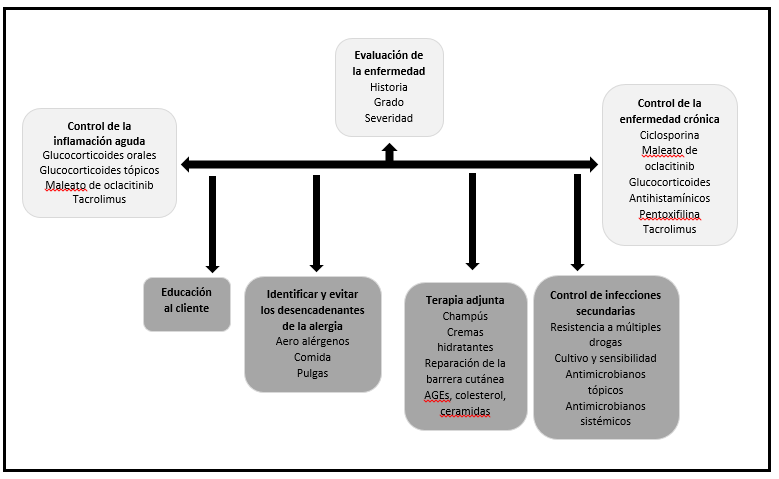 Evaluación de
la enfermedad
Historia
Grado
Severidad
Control de la
inflamación aguda
Glucocorticoides orales
Glucocorticoides tópicos
Maleato de oclacitinib
Tacrolimus
Control de la
enfermedad crónica
Ciclosporina
Maleato de
oclacitinib
Glucocorticoides
Antihistamínicos
Pentoxifilina
Tacrolimus
Educación
al cliente
Identificar y evitar
los desencadenantes
de la alergia
Aero alérgenos
Comida
Pulgas
Terapia adjunta
Champús
Cremas
hidratantes
Reparación de la
barrera cutánea
AGEs, colesterol,
ceramidas
Control de infecciones
secundarias
Resistencia a múltiples
drogas
Cultivo y sensibilidad
Antimicrobianos
tópicos
Antimicrobianos
sistémicos